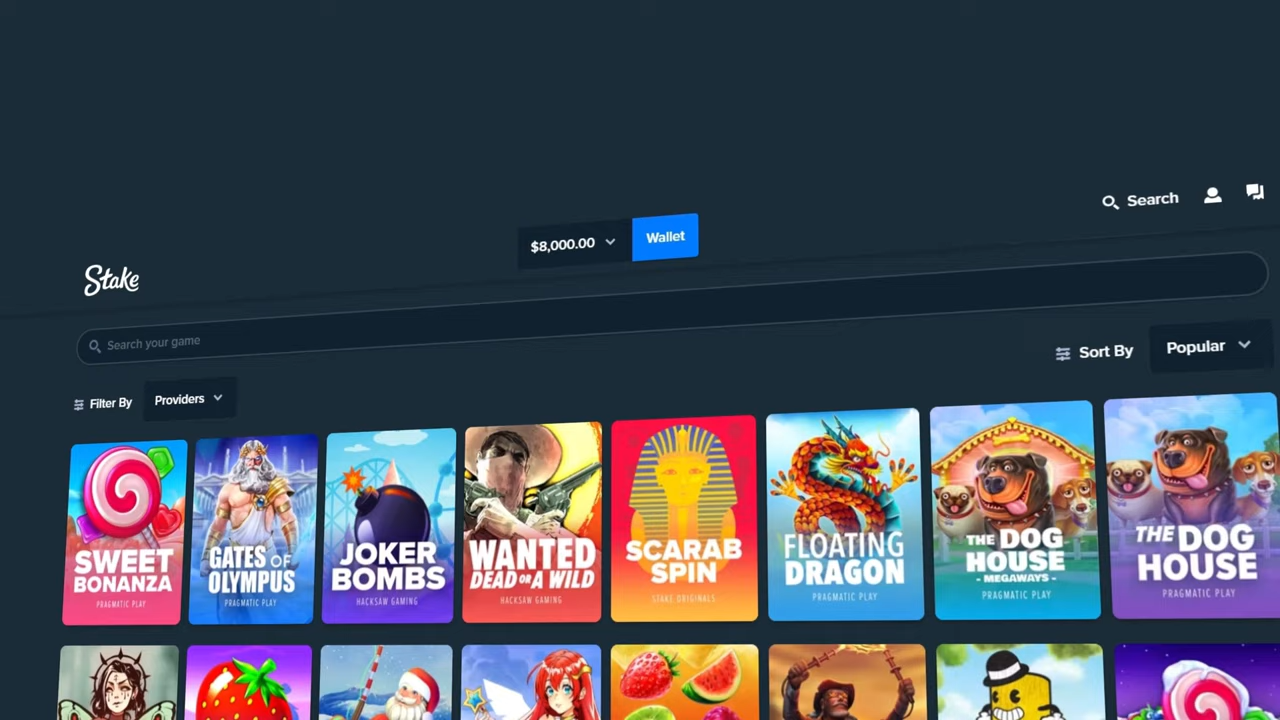 Search
$8,000.00
Wallet
Stake
Search your game
Sort By
Popular
Filter By
Providers
SWEET
BONANZA
PRAGMATIC PLAY
GATES OF
OLYMPUS
PRAGMATIC PLAY
JOKER
BOMBS
HACKSAW GAMING
WANTED
DEAD OR A WILD
HACKSAW GAMING
SCARAB
SPIN
STAKE ORIGINALS
FLOATING
DRAGON
PRAGMATIC PLAY
THE DOG
HOUSE
- MEGAWAYS -
PRAGMATIC PLAY
THE DOG
HOUSE
PRAGMATIC PLAY